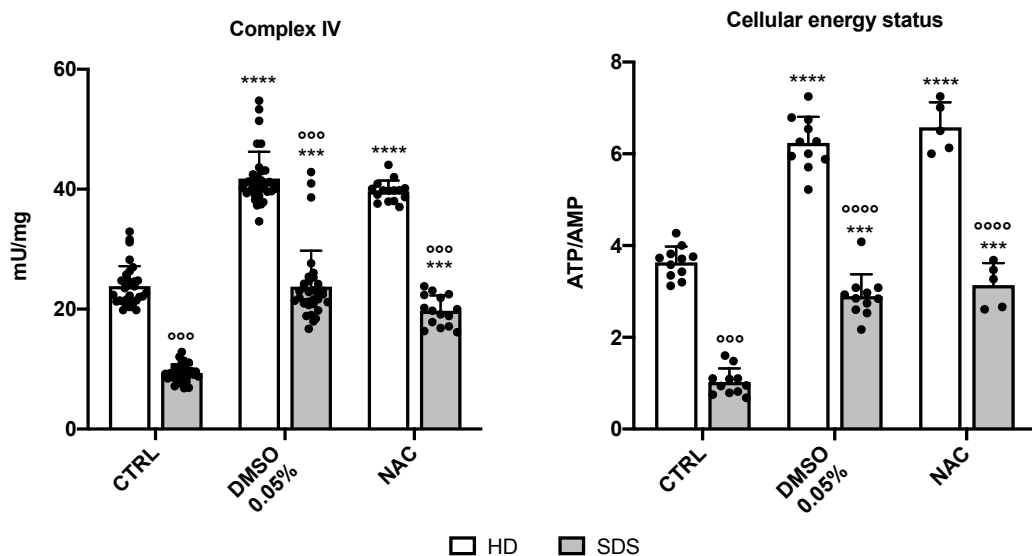 Complex IV
mU/mg
60
40
20
0
°°°
****
°°°
***
****
°°°
***
CTRL
DMSO
0.05%
NAC
Cellular energy status
ATP/AMP
8
6
4
2
0
°°°
****
°°°°
***
****
°°°°
***
CTRL
DMSO
0.05%
NAC
HD
SDS